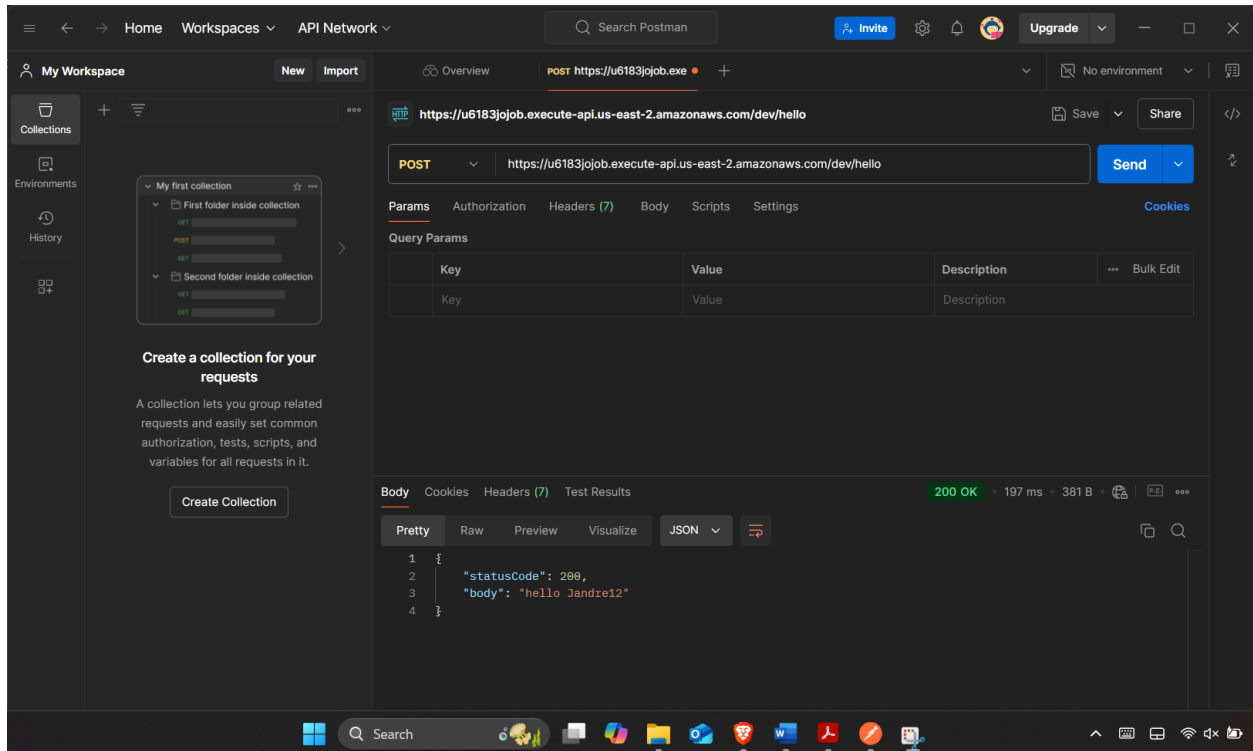 Home Workspaces API Network Search Postman Invite Upgrade
My Workspace New Import Overview POST https://u6183jojob.exe No environment
Collections
Environments
History
My first collection
First folder inside collection
GET
POST
GET
Second folder inside collection
GET
GET
Create a collection for your
requests
A collection lets you group related
requests and easily set common
authorization, tests, scripts, and
variables for all requests in it.
Create Collection
HTTP https://u6183jojob.execute-api.us-east-2.amazonaws.com/dev/hello Save Share
POST https://u6183jojob.execute-api.us-east-2.amazonaws.com/dev/hello Send
Params Authorization Headers (7) Body Scripts Settings Cookies
Query Params
Key Value Description Bulk Edit
Key Value Description
Body Cookies Headers (7) Test Results 200 OK 197 ms 381 B e.g.
Pretty Raw Preview Visualize JSON
1 {
2 "statusCode": 200,
3 "body": "hello Jandre12"
4 }
Search